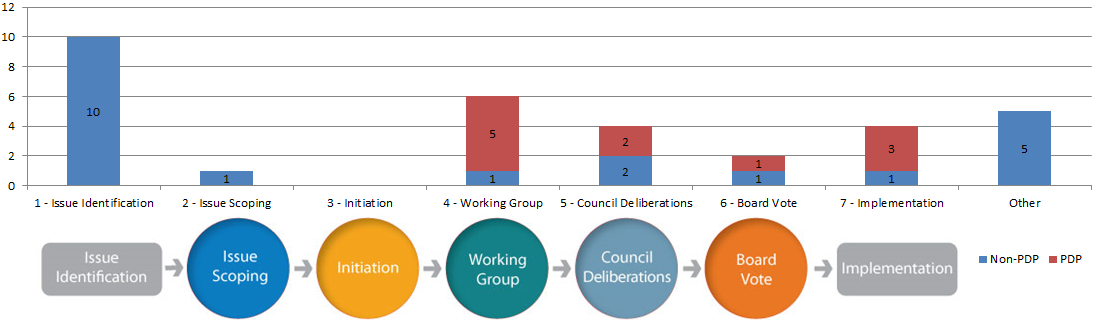 12
10
8
6
4
2
0
10
1
5
1
2
2
1
1
3
1
5
1 - Issue Identification
2 - Issue Scoping
3 - Initiation
4 - Working Group
5 - Council Deliberations
6 - Board Vote
7 - Implementation
Other
Issue
Identification
Issue
Scoping
Initiation
Working
Group
Council
Deliberations
Board
Vote
Implementation
Non-PDP
PDP